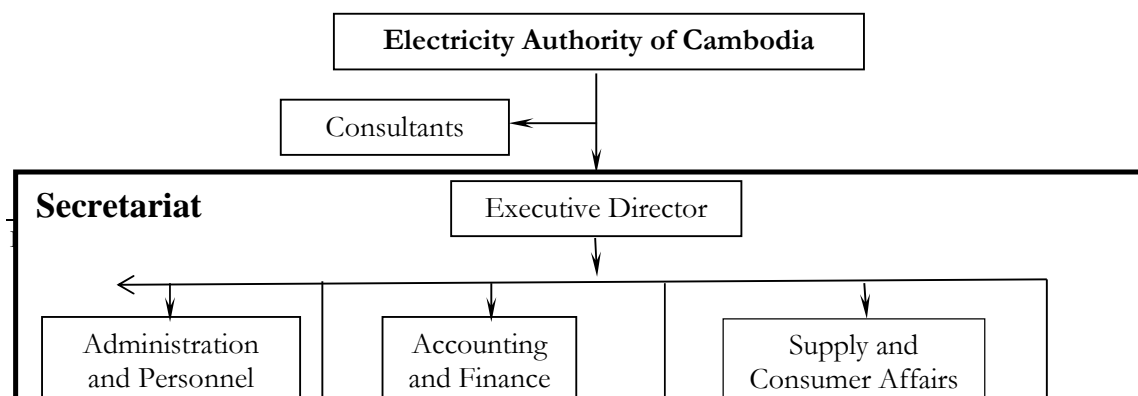 Electricity Authority of Cambodia
Consultants
Secretariat
Executive Director
Administration
and Personnel
Accounting
and Finance
Supply and
Consumer Affairs